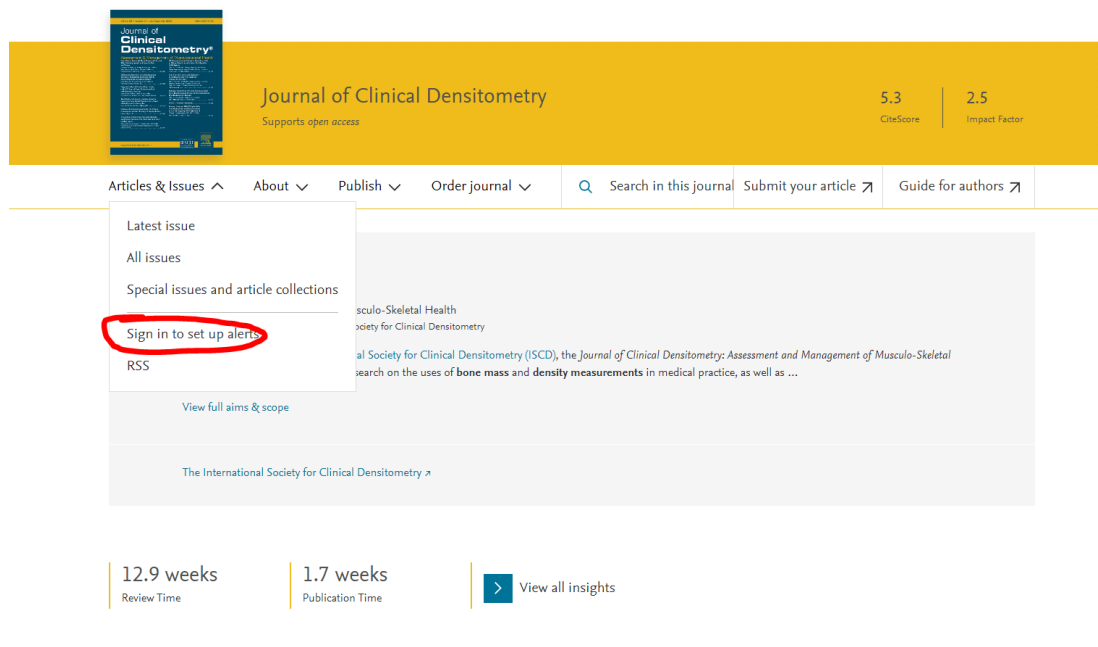 Journal of
Clinical
Densitometry®
Journal of Clinical Densitometry
Supports open access
5.3
CiteScore
2.5
Impact Factor
Articles & Issues
About
Publish
Order journal
Search in this journal
Submit your article
Guide for authors
Latest issue
All issues
Special issues and article collections
Sign in to set up alerts
RSS
sculo-Skeletal Health
ociety for Clinical Densitometry
al Society for Clinical Densitometry (ISCD), the Journal of Clinical Densitometry: Assessment and Management of Musculo-Skeletal
search on the uses of bone mass and density measurements in medical practice, as well as ...
View full aims & scope
The International Society for Clinical Densitometry ↗
12.9 weeks
Review Time
1.7 weeks
Publication Time
View all insights